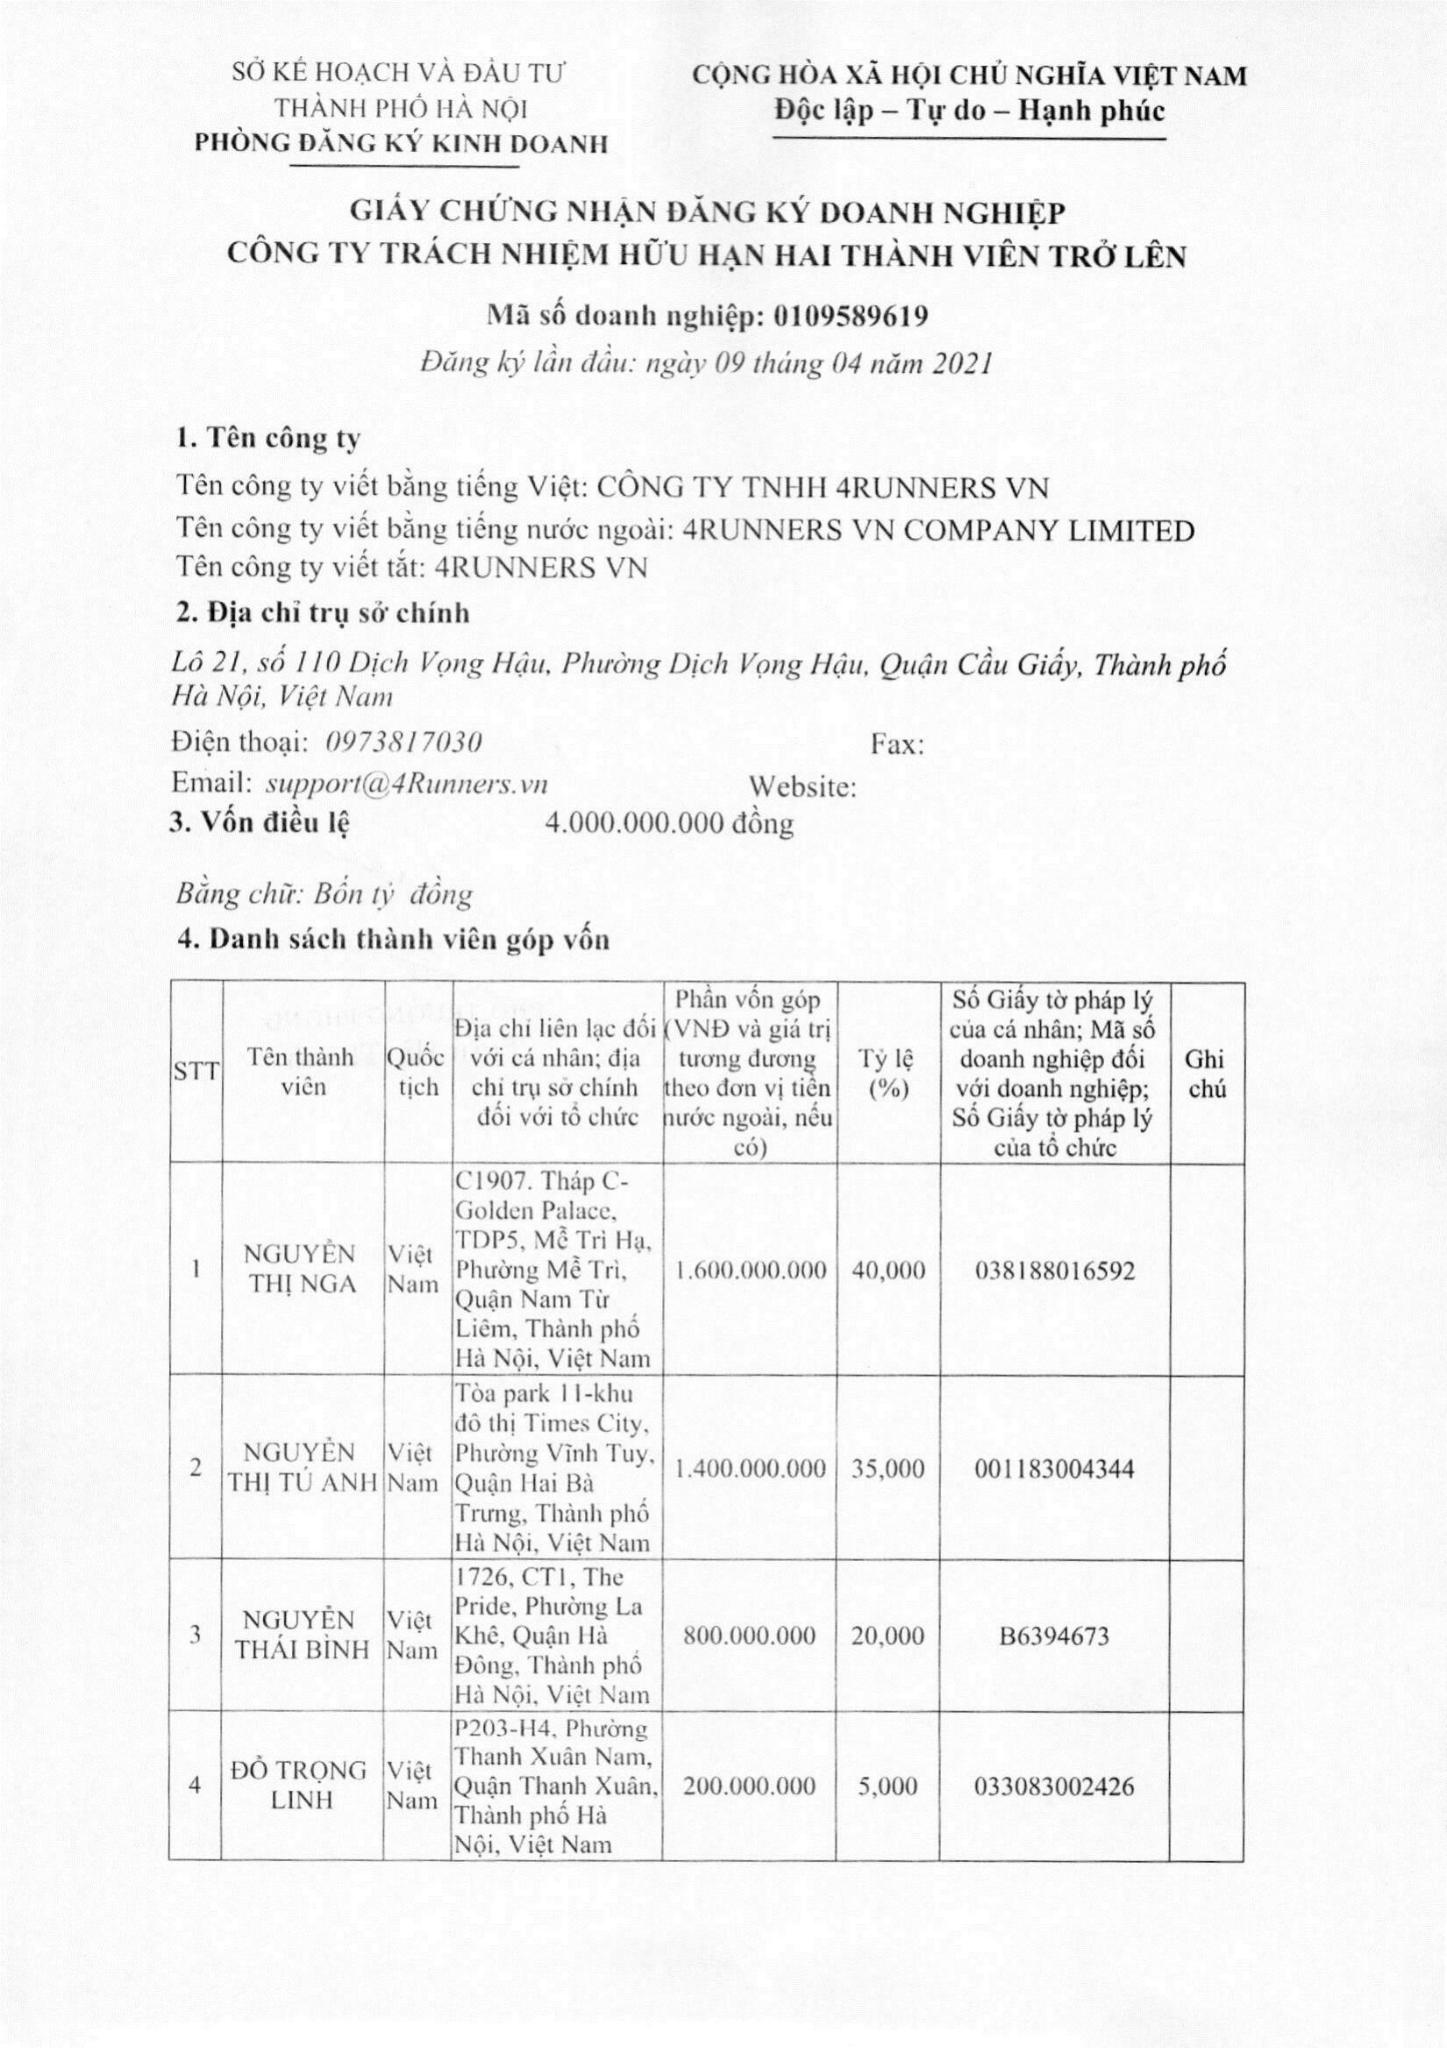 SỞ KẾ HOẠCH VÀ ĐẦU TƯ
THÀNH PHỐ HÀ NỘI
PHÒNG ĐĂNG KÝ KINH DOANH
CỘNG HÒA XÃ HỘI CHỦ NGHĨA VIỆT NAM
Độc lập – Tự do – Hạnh phúc
GIẤY CHỨNG NHẬN ĐĂNG KÝ DOANH NGHIỆP
CÔNG TY TRÁCH NHIỆM HỮU HẠN HAI THÀNH VIÊN TRỞ LÊN
Mã số doanh nghiệp: 0109589619
Đăng ký lần đầu: ngày 09 tháng 04 năm 2021
1. Tên công ty
Tên công ty viết bằng tiếng Việt: CÔNG TY TNHH 4RUNNERS VN
Tên công ty viết bằng tiếng nước ngoài: 4RUNNERS VN COMPANY LIMITED
Tên công ty viết tắt: 4RUNNERS VN
2. Địa chỉ trụ sở chính
Lô 21, số 110 Dịch Vọng Hậu, Phường Dịch Vọng Hậu, Quận Cầu Giấy, Thành phố
Hà Nội, Việt Nam
Điện thoại: 0973817030 Fax:
Email: support@4Runners.vn Website:
3. Vốn điều lệ 4.000.000.000 đồng
Bằng chữ: Bốn tỷ đồng
4. Danh sách thành viên góp vốn
STT
Tên thành
viên
Quốc
tịch
Địa chỉ liên lạc đối
với cá nhân; địa
chỉ trụ sở chính
đối với tổ chức
Phần vốn góp
(VNĐ và giá trị
tương đương
theo đơn vị tiền
nước ngoài, nếu
có)
Tỷ lệ
(%)
Số Giấy tờ pháp lý
của cá nhân; Mã số
doanh nghiệp đối
với doanh nghiệp;
Số Giấy tờ pháp lý
của tổ chức
Ghi
chú
1
NGUYỄN
THỊ NGA
Việt
Nam
C1907. Tháp C-
Golden Palace,
TDP5, Mễ Trì Hạ,
Phường Mễ Trì,
Quận Nam Từ
Liêm, Thành phố
Hà Nội, Việt Nam
1.600.000.000
40,000
038188016592
2
NGUYỄN
THỊ TÚ ANH
Việt
Nam
Tòa park 11-khu
đô thị Times City,
Phường Vĩnh Tuy,
Quận Hai Bà
Trưng, Thành phố
Hà Nội, Việt Nam
1.400.000.000
35,000
001183004344
3
NGUYỄN
THÁI BÌNH
Việt
Nam
1726, CT1, The
Pride, Phường La
Khê, Quận Hà
Đông, Thành phố
Hà Nội, Việt Nam
800.000.000
20,000
B6394673
4
ĐỖ TRỌNG
LINH
Việt
Nam
P203-H4, Phường
Thanh Xuân Nam,
Quận Thanh Xuân,
Thành phố Hà
Nội, Việt Nam
200.000.000
5,000
033083002426